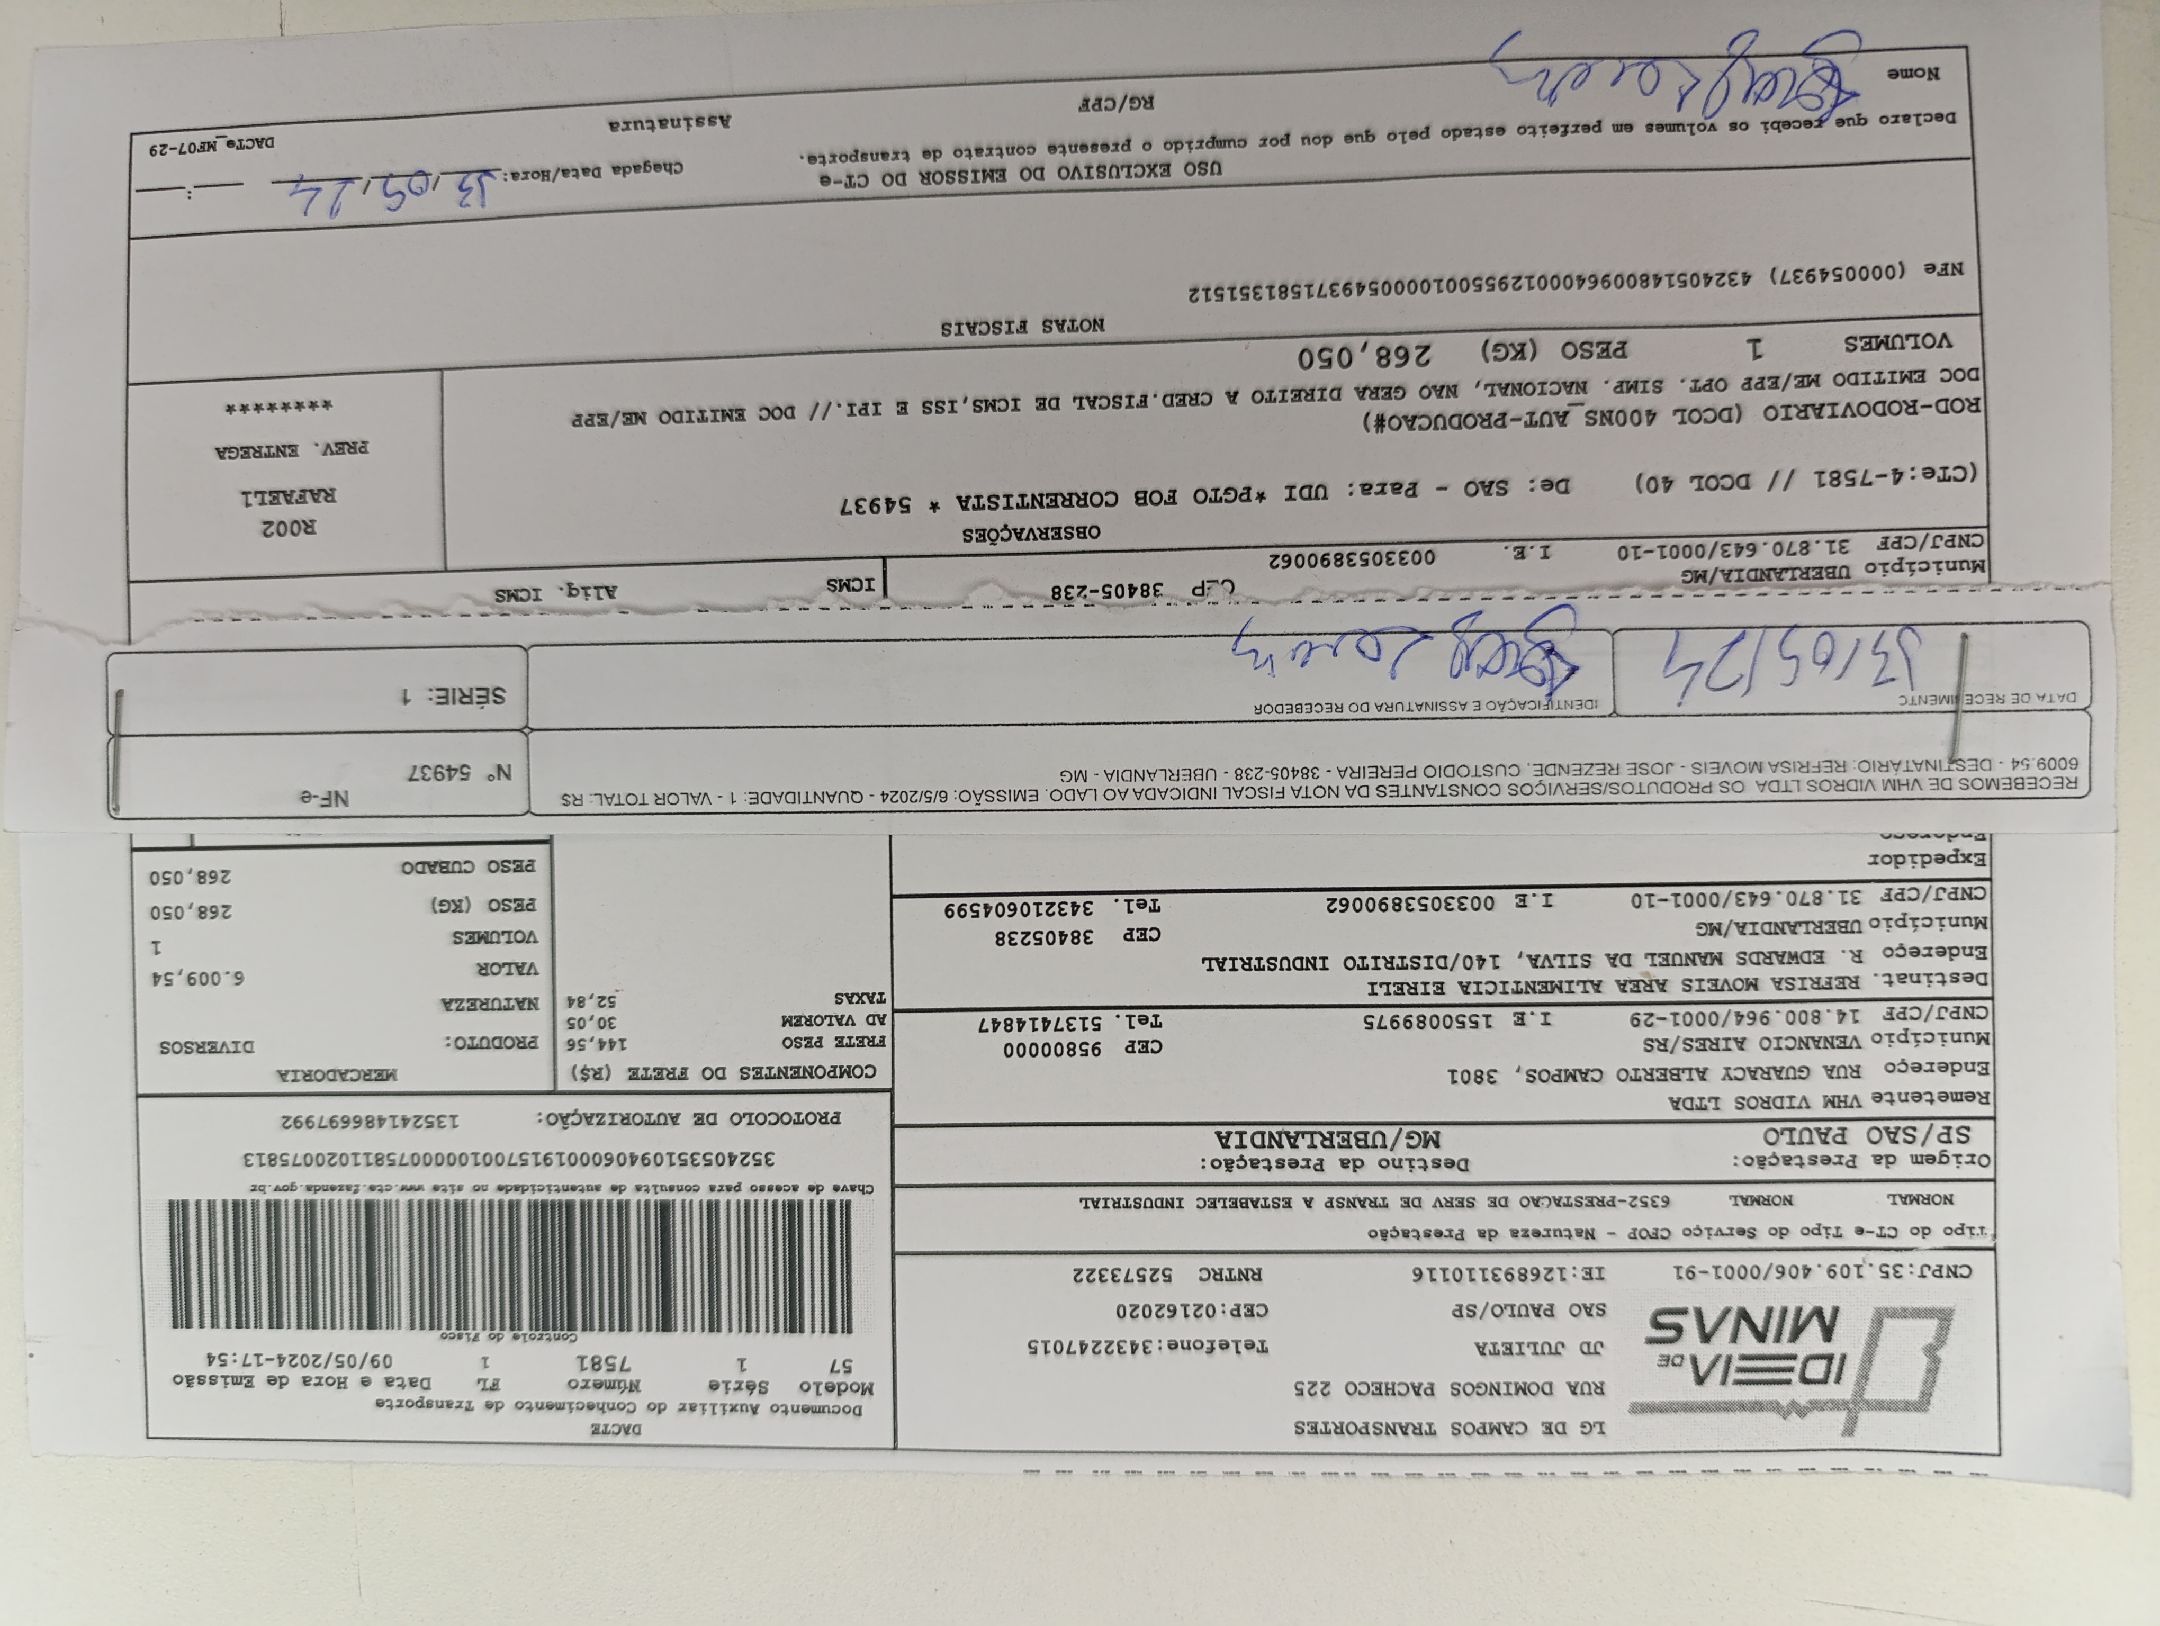 LG DE CAMPOS TRANSPORTES
IDEIA DE
MINAS
RUA DOMINGOS PACHECO 225
JD JULIETA Telefone:3432247015
SAO PAULO/SP CEP:02162020
CNPJ:35.109.406/0001-91 IE:126893110116 RNTRC 52573322
DACTE
Documento Auxiliar do Conhecimento de Transporte
Modelo Série Número FL Data e Hora de Emissão
57 1 7581 1 09/05/2024-17:54
Controle do Fisco
Chave de acesso para consulta de autenticidade no site www.cte.fazenda.gov.br
35240535109406000191570010000075811020075813
PROTOCOLO DE AUTORIZAÇÃO: 135241486697992
Tipo do CT-e Tipo do Serviço CFOP - Natureza da Prestação
NORMAL NORMAL 6352-PRESTACAO DE SERV DE TRANSP A ESTABELEC INDUSTRIAL
Origem da Prestação: Destino da Prestação:
SP/SAO PAULO MG/UBERLANDIA
Remetente VHM VIDROS LTDA
Endereço RUA GUARACY ALBERTO CAMPOS, 3801
Município VENANCIO AIRES/RS CEP 95800000
CNPJ/CPF 14.800.964/0001-29 I.E 1550089975 Tel. 5137414847
Destinat. REFRISA MOVEIS AREA ALIMENTICIA EIRELI
Endereço R. EDWARDS MANUEL DA SILVA, 140/DISTRITO INDUSTRIAL
Município UBERLANDIA/MG CEP 38405238
CNPJ/CPF 31.870.643/0001-10 I.E 0033053890062 Tel. 343210604599
Expedidor
Endereço
COMPONENTES DO FRETE (R$)
FRETE PESO 144,56
AD VALOREM 30,05
TAXAS 52,84
MERCADORIA
PRODUTO: DIVERSOS
NATUREZA
VALOR 6.009,54
VOLUMES 1
PESO (KG) 268,050
PESO CUBADO 268,050
RECEBEMOS DE VHM VIDROS LTDA OS PRODUTOS/SERVIÇOS CONSTANTES DA NOTA FISCAL INDICADA AO LADO. EMISSÃO: 6/5/2024 - QUANTIDADE: 1 - VALOR TOTAL: R$
6009.54 - DESTINATÁRIO: REFRISA MOVEIS - JOSE REZENDE. CUSTODIO PEREIRA - 38405-238 - UBERLANDIA - MG
NF-e
Nº 54937
SÉRIE: 1
DATA DE RECEBIMENTO
13/05/24
IDENTIFICAÇÃO E ASSINATURA DO RECEBEDOR
Município UBERLANDIA/MG CEP 38405-238
CNPJ/CPF 31.870.643/0001-10 I.E. 0033053890062
ICMS Aliq. ICMS
OBSERVAÇÕES
(CTe:4-7581 // DCOL 40) De: SAO - Para: UDI *PGTO FOB CORRENTISTA * 54937
ROD-RODOVIARIO (DCOL 400NS_AUT-PRODUCAO#)
DOC EMITIDO ME/EPP OPT. SIMP. NACIONAL, NAO GERA DIREITO A CRED.FISCAL DE ICMS,ISS E IPI.// DOC EMITIDO ME/EPP
R002
RAFAEL1
PREV. ENTREGA
********
VOLUMES 1 PESO (KG) 268,050
NOTAS FISCAIS
NFe (000054937) 43240514800964000129550010000549371581351512
USO EXCLUSIVO DO EMISSOR DO CT-e
Declaro que recebi os volumes em perfeito estado pelo que dou por cumprido o presente contrato de transporte.
Chegada Data/Hora: 13/05/24
Nome RG/CPF Assinatura
DACTe_MF07-29